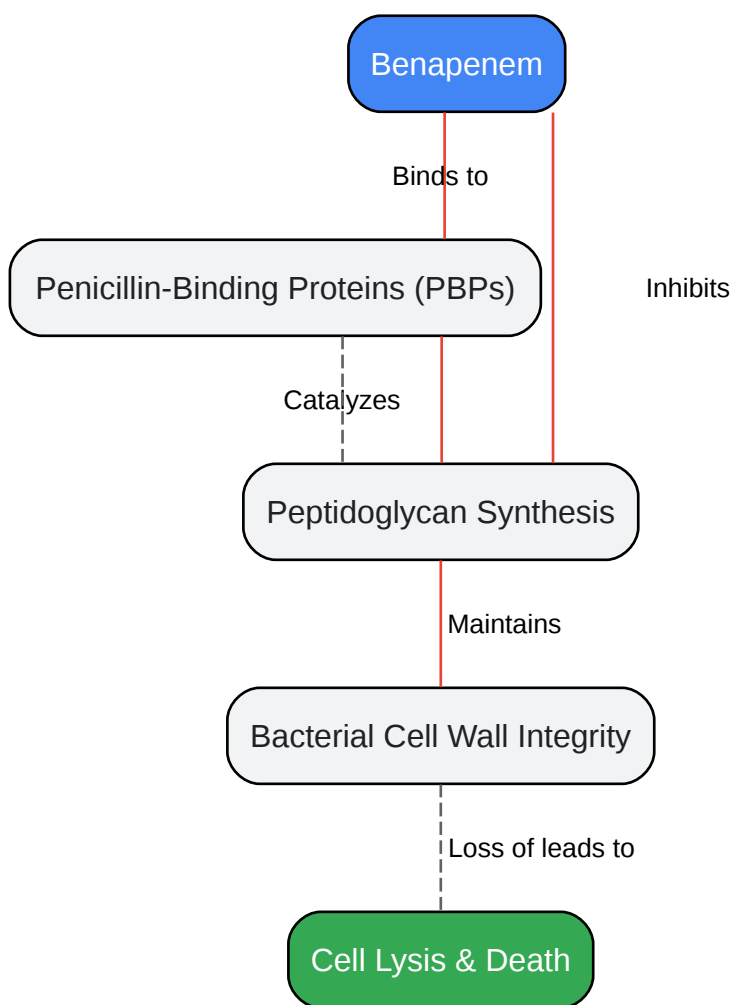 Benapenem
Binds to
Penicillin-Binding Proteins (PBPs)
Inhibits
Catalyzes
Peptidoglycan Synthesis
Maintains
Bacterial Cell Wall Integrity
Loss of leads to
Cell Lysis & Death